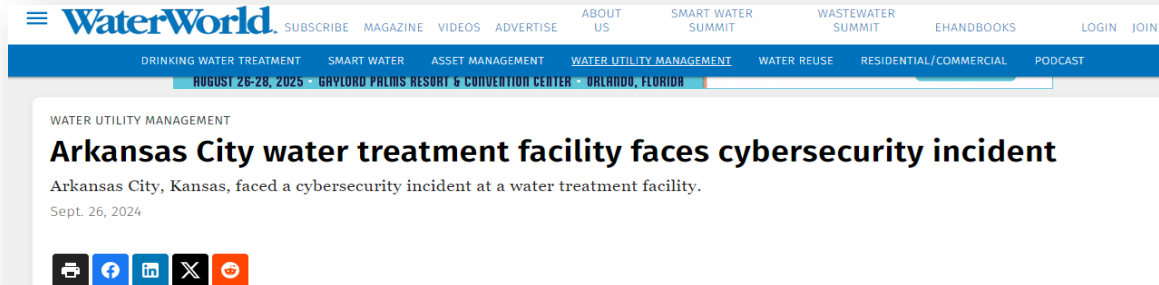 WaterWorld.
SUBSCRIBE MAGAZINE VIDEOS ADVERTISE ABOUT US SMART WATER SUMMIT WASTEWATER SUMMIT EHANDBOOKS LOGIN JOIN
DRINKING WATER TREATMENT SMART WATER ASSET MANAGEMENT WATER UTILITY MANAGEMENT WATER REUSE RESIDENTIAL/COMMERCIAL PODCAST
AUGUST 26-28, 2025 · GAYLORD PALMS RESORT & CONVENTION CENTER · ORLANDO, FLORIDA
WATER UTILITY MANAGEMENT
Arkansas City water treatment facility faces cybersecurity incident
Arkansas City, Kansas, faced a cybersecurity incident at a water treatment facility.
Sept. 26, 2024